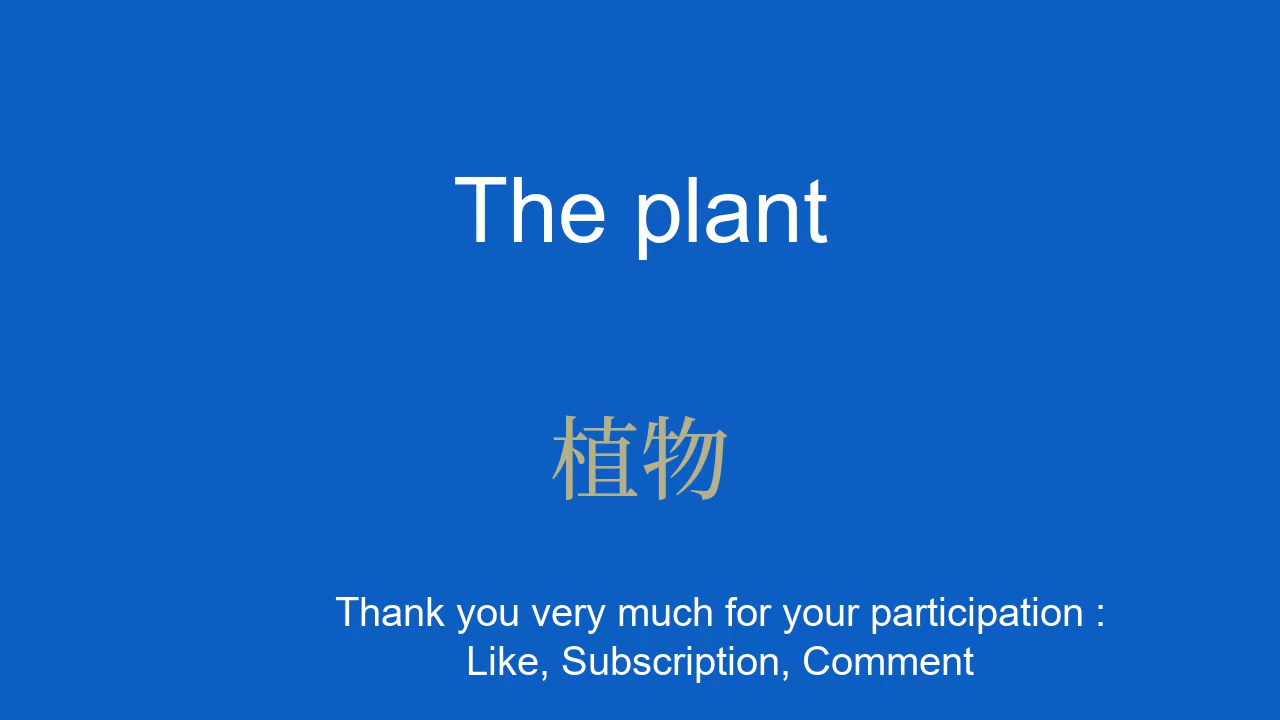 The plant
植物
Thank you very much for your participation :
Like, Subscription, Comment